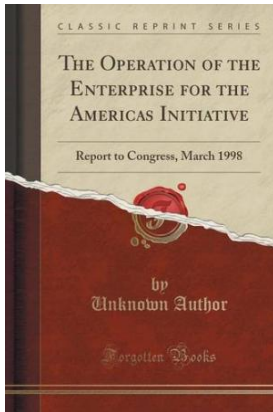 CLASSIC REPRINT SERIES
THE OPERATION OF THE
ENTERPRISE FOR THE
AMERICAS INITIATIVE
Report to Congress, March 1998
by
Unknown Author
Forgotten Books